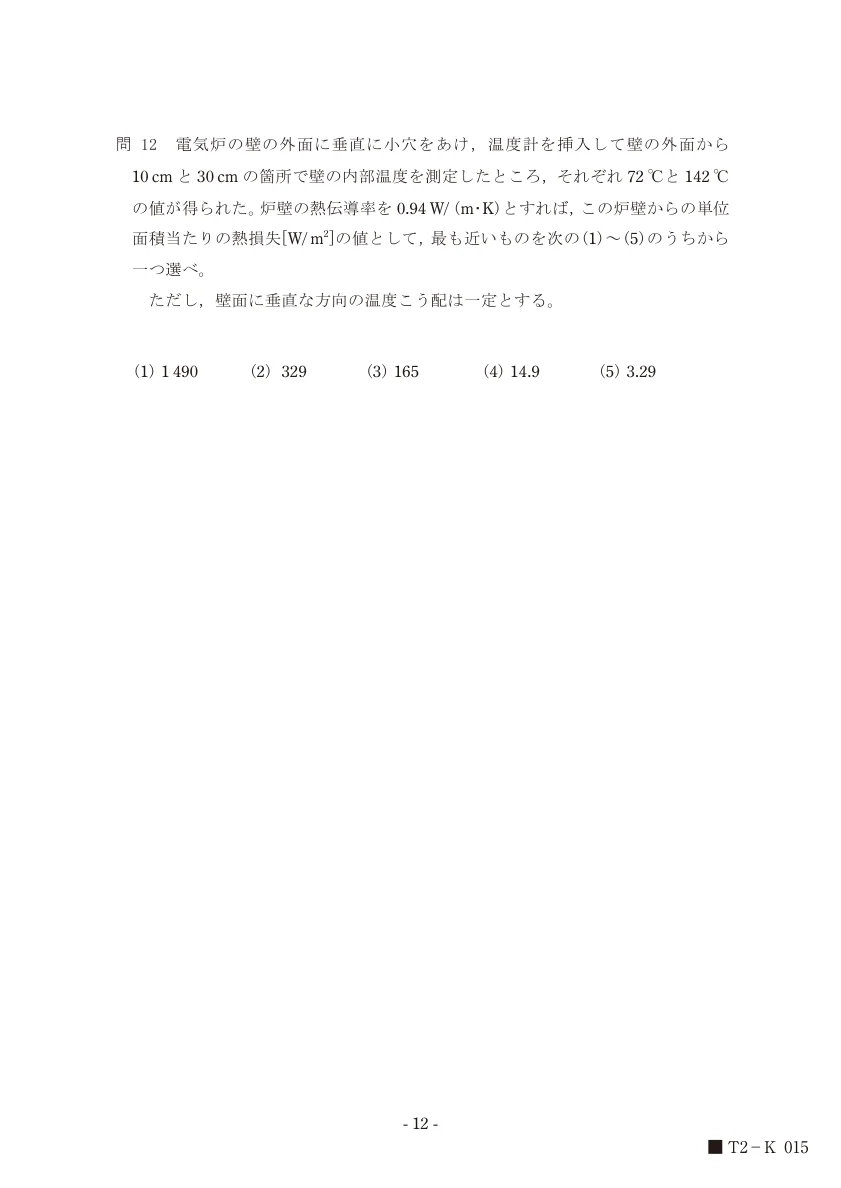 問 12 電気炉の壁の外面に垂直に小穴をあけ，温度計を挿入して壁の外面から
10 cm と 30 cm の箇所で壁の内部温度を測定したところ，それぞれ 72 ℃と 142 ℃
の値が得られた。炉壁の熱伝導率を 0.94 W/（m･K）とすれば，この炉壁からの単位
面積当たりの熱損失[W/m²]の値として，最も近いものを次の（1）～（5）のうちから
一つ選べ。
ただし，壁面に垂直な方向の温度こう配は一定とする。
（1） 1 490 （2） 329 （3） 165 （4） 14.9 （5） 3.29
- 12 -
■ T2－K 015